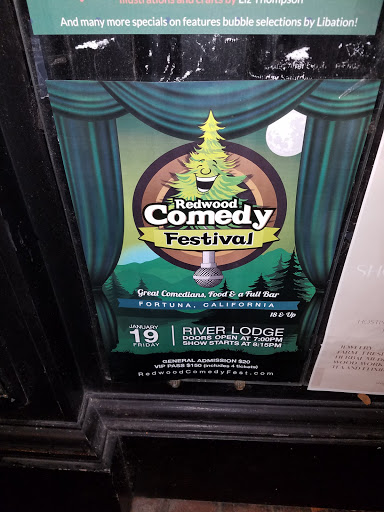 Illustrations and crafts by Liz Thompson
And many more specials on features bubble selections by Libation!
Redwood
Comedy
Festival
Great Comedians, Food & a Full Bar
FORTUNA, CALIFORNIA
18 & Up
JANUARY
19
FRIDAY
RIVER LODGE
DOORS OPEN AT 7:00PM
SHOW STARTS AT 8:15PM
GENERAL ADMISSION $20
VIP PASS $150 (includes 4 tickets)
RedwoodComedyFest.com
JEWELRY